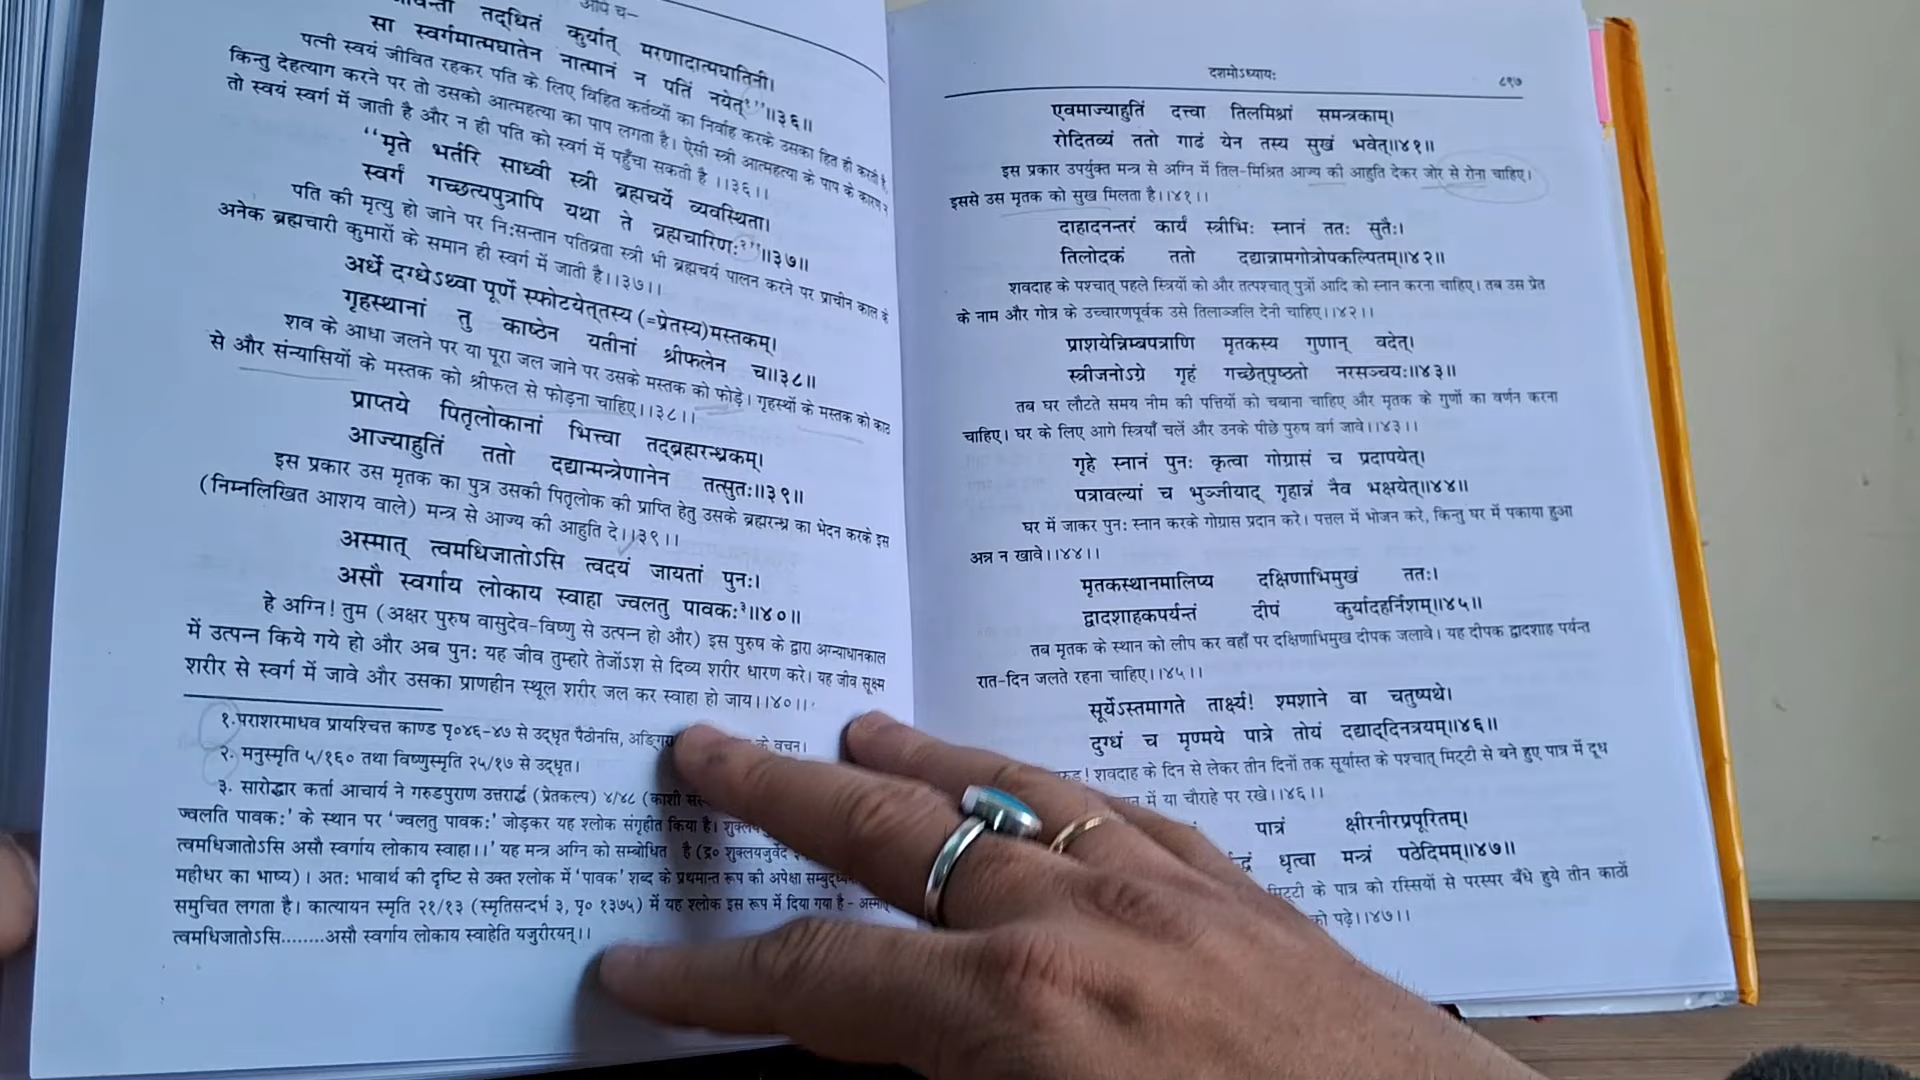 अपि च–
तद्धितं कुर्यात् मरणादात्मघातिनी।
सा स्वर्गमात्मघातेन नात्मानं न पतिं नयेत्१’’॥३६॥
पत्नी स्वयं जीवित रहकर पति के लिए विहित कर्तव्यों का निर्वाह करके उसका हित ही करती है,
किन्तु देहत्याग करने पर तो उसको आत्महत्या का पाप लगता है। ऐसी स्त्री आत्महत्या के पाप के कारण न
तो स्वयं स्वर्ग में जाती है और न ही पति को स्वर्ग में पहुँचा सकती है ।।३६।।
‘‘मृते भर्तरि साध्वी स्त्री ब्रह्मचर्ये व्यवस्थिता।
स्वर्गं गच्छत्यपुत्रापि यथा ते ब्रह्मचारिणः२’’॥३७॥
पति की मृत्यु हो जाने पर निःसन्तान पतिव्रता स्त्री भी ब्रह्मचर्य पालन करने पर प्राचीन काल के
अनेक ब्रह्मचारी कुमारों के समान ही स्वर्ग में जाती है।।३७।।
अर्धे दग्धेऽथ्वा पूर्णे स्फोटयेत्तस्य (=प्रेतस्य)मस्तकम्।
गृहस्थानां तु काष्ठेन यतीनां श्रीफलेन च॥३८॥
शव के आधा जलने पर या पूरा जल जाने पर उसके मस्तक को फोड़े। गृहस्थों के मस्तक को काठ
से और संन्यासियों के मस्तक को श्रीफल से फोड़ना चाहिए।।३८।।
प्राप्तये पितृलोकानां भित्त्वा तद्ब्रह्मरन्ध्रकम्।
आज्याहुतिं ततो दद्यान्मन्त्रेणानेन तत्सुतः॥३९॥
इस प्रकार उस मृतक का पुत्र उसकी पितृलोक की प्राप्ति हेतु उसके ब्रह्मरन्ध्र का भेदन करके इस
(निम्नलिखित आशय वाले) मन्त्र से आज्य की आहुति दे।।३९।।
अस्मात् त्वमधिजातोऽसि त्वदयं जायतां पुनः।
असौ स्वर्गाय लोकाय स्वाहा ज्वलतु पावकः३॥४०॥
हे अग्नि! तुम (अक्षर पुरुष वासुदेव-विष्णु से उत्पन्न हो और) इस पुरुष के द्वारा अग्न्याधानकाल
में उत्पन्न किये गये हो और अब पुनः यह जीव तुम्हारे तेजोंऽश से दिव्य शरीर धारण करे। यह जीव सूक्ष्म
शरीर से स्वर्ग में जावे और उसका प्राणहीन स्थूल शरीर जल कर स्वाहा हो जाय।।४०।।
१.पराशरमाधव प्रायश्चित्त काण्ड पृ०४६-४७ से उद्धृत पैठीनसि, के वचन।
२. मनुस्मृति ५/१६० तथा विष्णुस्मृति २५/१७ से उद्धृत।
३. सारोद्धार कर्ता आचार्य ने गरुडपुराण उत्तरार्द्ध (प्रेतकल्प) ४/४८ (काशी
ज्वलति पावकः’ के स्थान पर ‘ज्वलतु पावकः’ जोड़कर यह श्लोक संगृहीत किया है।
त्वमधिजातोऽसि असौ स्वर्गाय लोकाय स्वाहा।।’ यह मन्त्र अग्नि को सम्बोधित है (द्र० शुक्लयजुर्वेद
महीधर का भाष्य)। अतः भावार्थ की दृष्टि से उक्त श्लोक में ‘पावक’ शब्द के प्रथमान्त रूप की अपेक्षा
समुचित लगता है। कात्यायन स्मृति २१/१३ (स्मृतिसन्दर्भ ३, पृ० १३७५) में यह श्लोक इस रूप में दिया गया है – अस्मात्
त्वमधिजातोऽसि........असौ स्वर्गाय लोकाय स्वाहेति यजुरीरयन्।।
दशमोऽध्यायः ८९७
एवमाज्याहुतिं दत्त्वा तिलमिश्रां समन्त्रकाम्।
रोदितव्यं ततो गाढं येन तस्य सुखं भवेत्॥४१॥
इस प्रकार उपर्युक्त मन्त्र से अग्नि में तिल-मिश्रित आज्य की आहुति देकर जोर से रोना चाहिए।
इससे उस मृतक को सुख मिलता है।।४१।।
दाहादनन्तरं कार्यं स्त्रीभिः स्नानं ततः सुतैः।
तिलोदकं ततो दद्यान्नामगोत्रोपकल्पितम्॥४२॥
शवदाह के पश्चात् पहले स्त्रियों को और तत्पश्चात् पुत्रों आदि को स्नान करना चाहिए। तब उस प्रेत
के नाम और गोत्र के उच्चारणपूर्वक उसे तिलाञ्जलि देनी चाहिए।।४२।।
प्राशयेन्निम्बपत्राणि मृतकस्य गुणान् वदेत्।
स्त्रीजनोऽग्रे गृहं गच्छेत्पृष्ठतो नरसञ्चयः॥४३॥
तब घर लौटते समय नीम की पत्तियों को चबाना चाहिए और मृतक के गुणों का वर्णन करना
चाहिए। घर के लिए आगे स्त्रियाँ चलें और उनके पीछे पुरुष वर्ग जावे।।४३।।
गृहे स्नानं पुनः कृत्वा गोग्रासं च प्रदापयेत्।
पत्रावल्यां च भुञ्जीयाद् गृहान्नं नैव भक्षयेत्॥४४॥
घर में जाकर पुनः स्नान करके गोग्रास प्रदान करे। पत्तल में भोजन करे, किन्तु घर में पकाया हुआ
अन्न न खावे।।४४।।
मृतकस्थानमालिप्य दक्षिणाभिमुखं ततः।
द्वादशाहकपर्यन्तं दीपं कुर्यादहर्निशम्॥४५॥
तब मृतक के स्थान को लीप कर वहाँ पर दक्षिणाभिमुख दीपक जलावे। यह दीपक द्वादशाह पर्यन्त
रात-दिन जलते रहना चाहिए।।४५।।
सूर्येऽस्तमागते तार्क्ष्य! श्मशाने वा चतुष्पथे।
दुग्धं च मृण्मये पात्रे तोयं दद्याद्दिनत्रयम्॥४६॥
शवदाह के दिन से लेकर तीन दिनों तक सूर्यास्त के पश्चात् मिट्टी से बने हुए पात्र में दूध
में या चौराहे पर रखे।।४६।।
पात्रं क्षीरनीरप्रपूरितम्।
धृत्वा मन्त्रं पठेदिमम्॥४७॥
मिट्टी के पात्र को रस्सियों से परस्पर बँधे हुये तीन काठों
को पढ़े।।४७।।